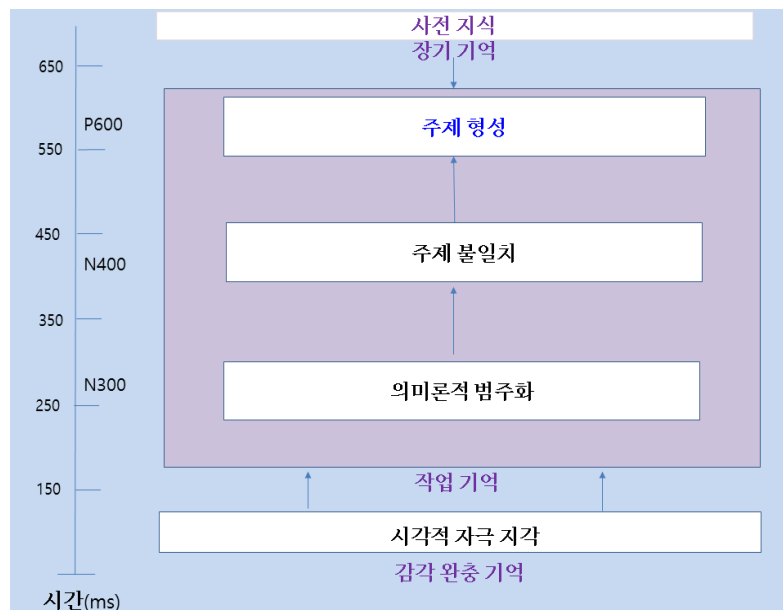 사전 지식
장기 기억
650
P600
주제 형성
550
450
주제 불일치
N400
350
N300
의미론적 범주화
250
작업 기억
150
시각적 자극 지각
감각 완충 기억
시간(ms)